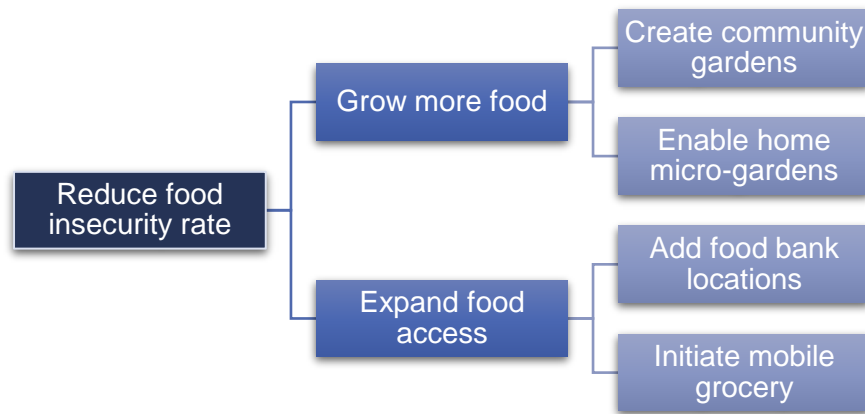 Reduce food
insecurity rate
Grow more food
Create community
gardens
Enable home
micro-gardens
Expand food
access
Add food bank
locations
Initiate mobile
grocery